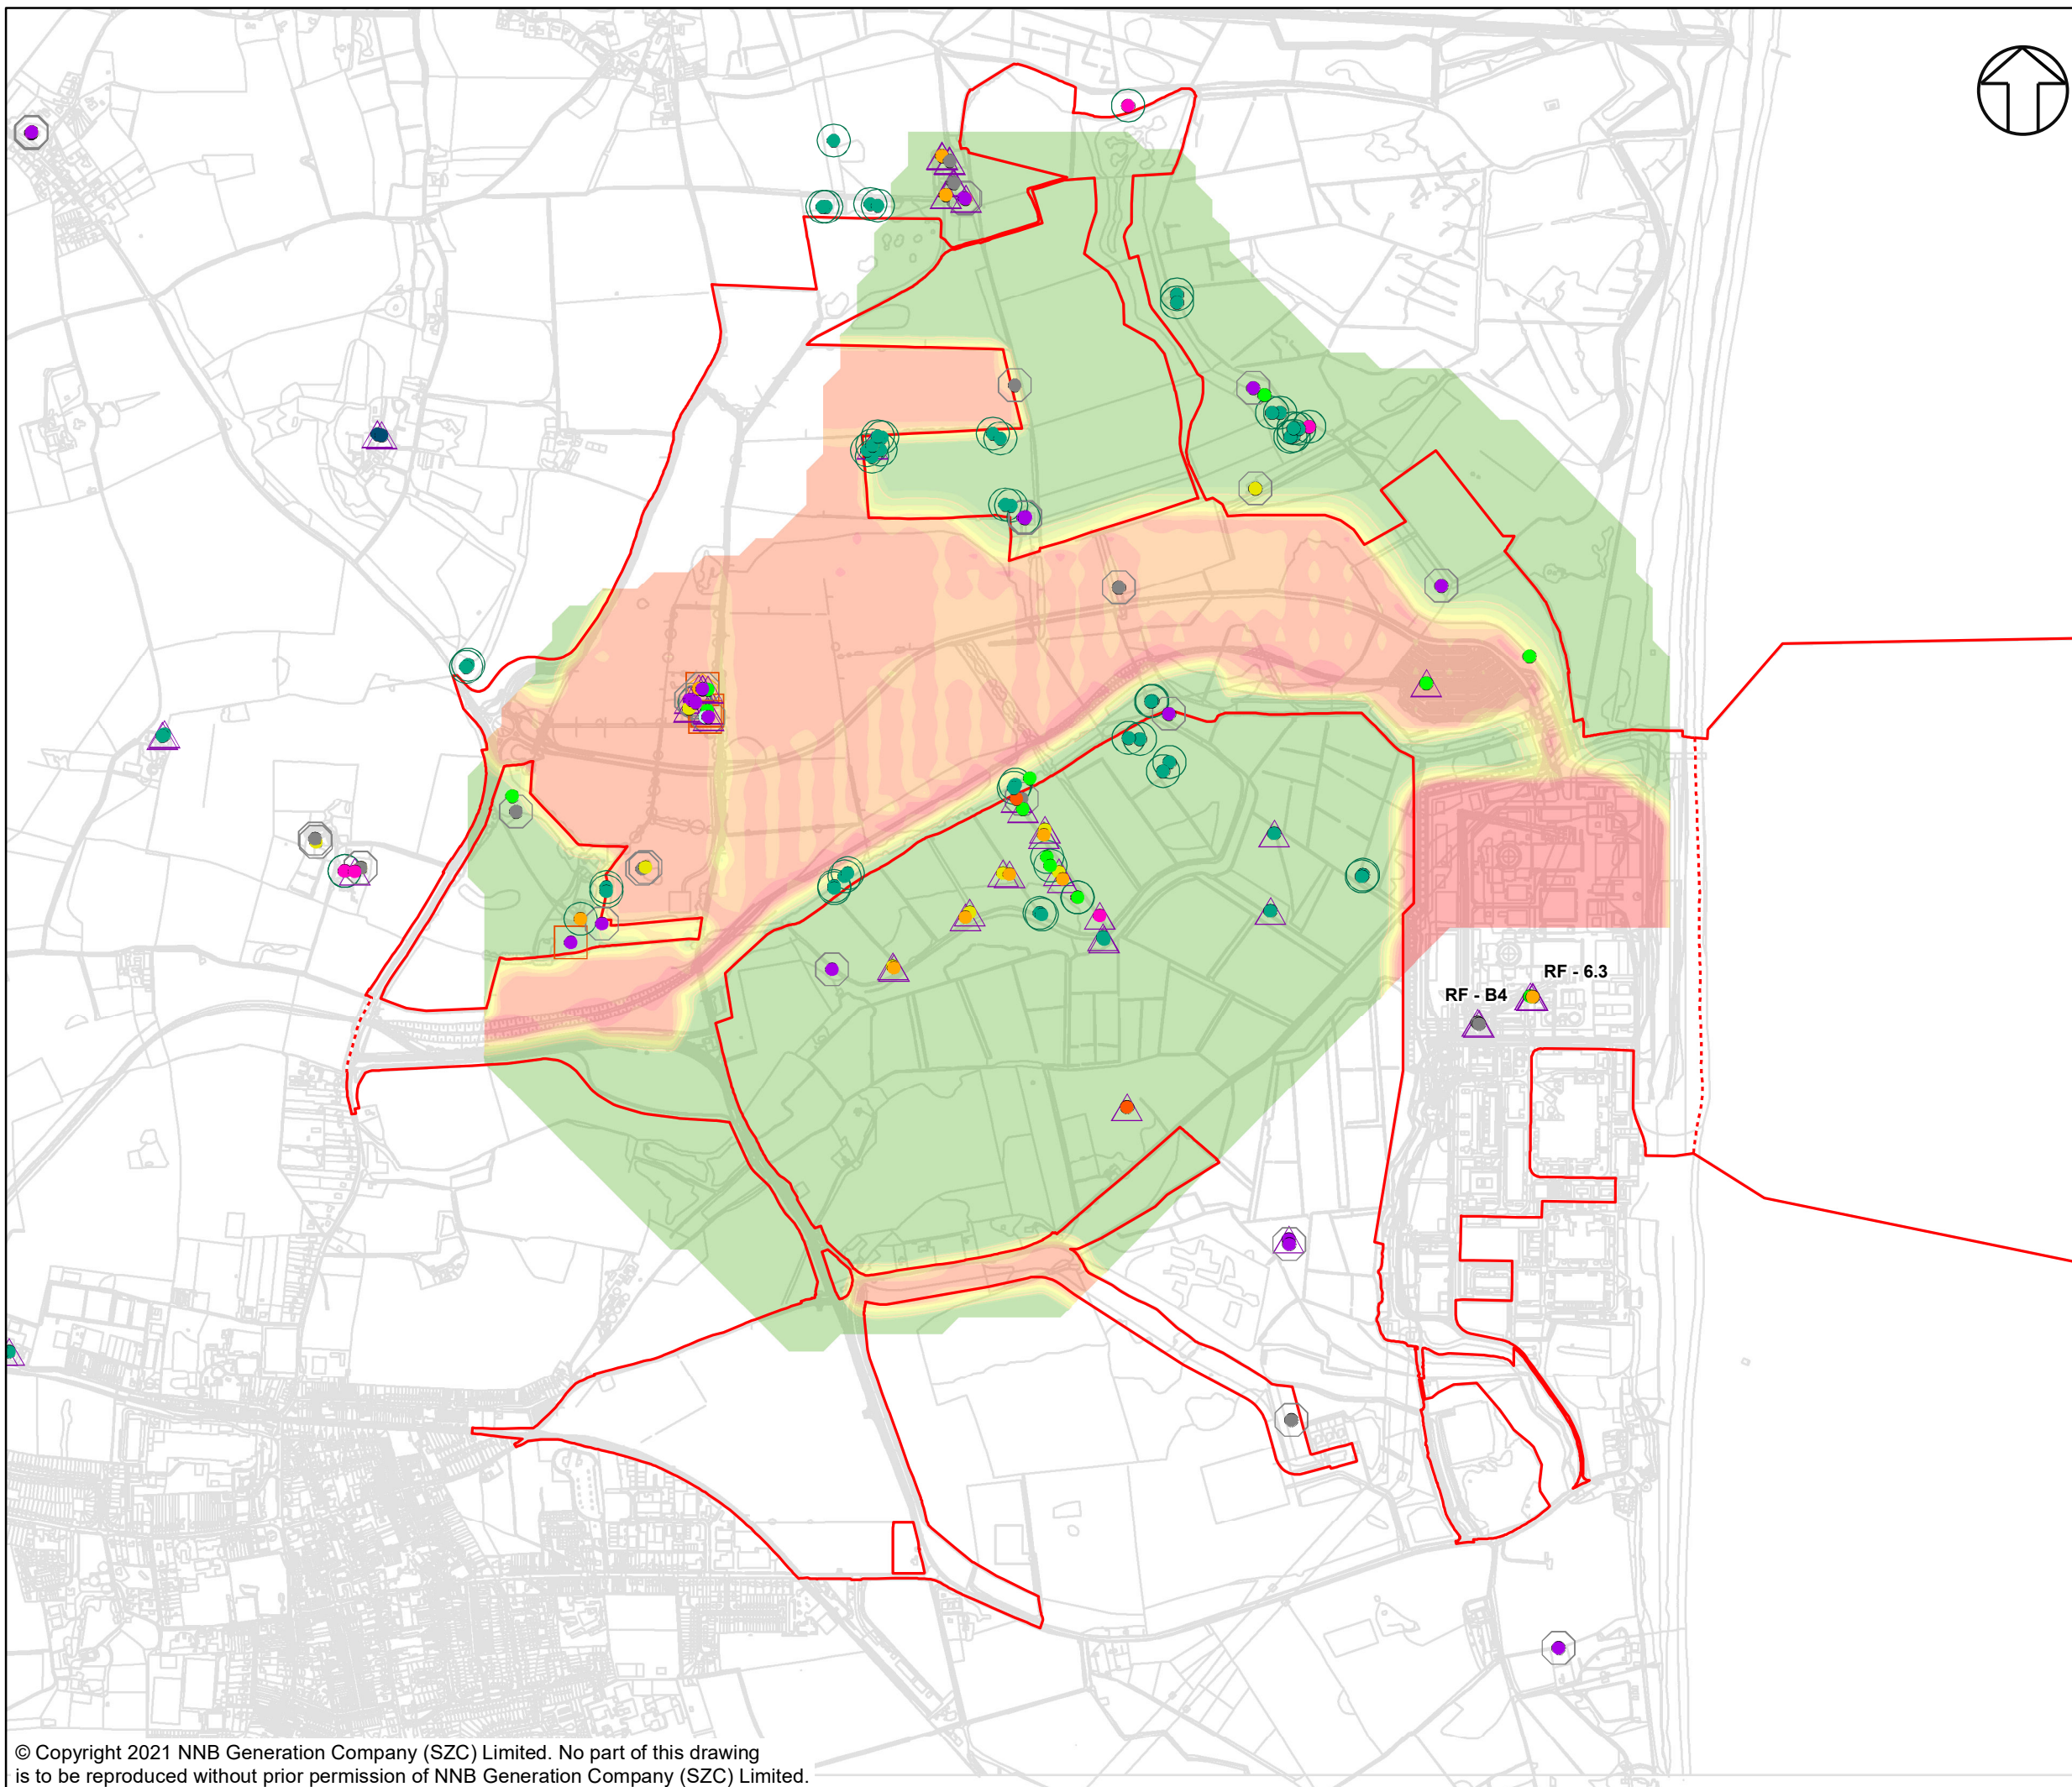 RF - 6.3
RF - B4
© Copyright 2021 NNB Generation Company (SZC) Limited. No part of this drawing
is to be reproduced without prior permission of NNB Generation Company (SZC) Limited.